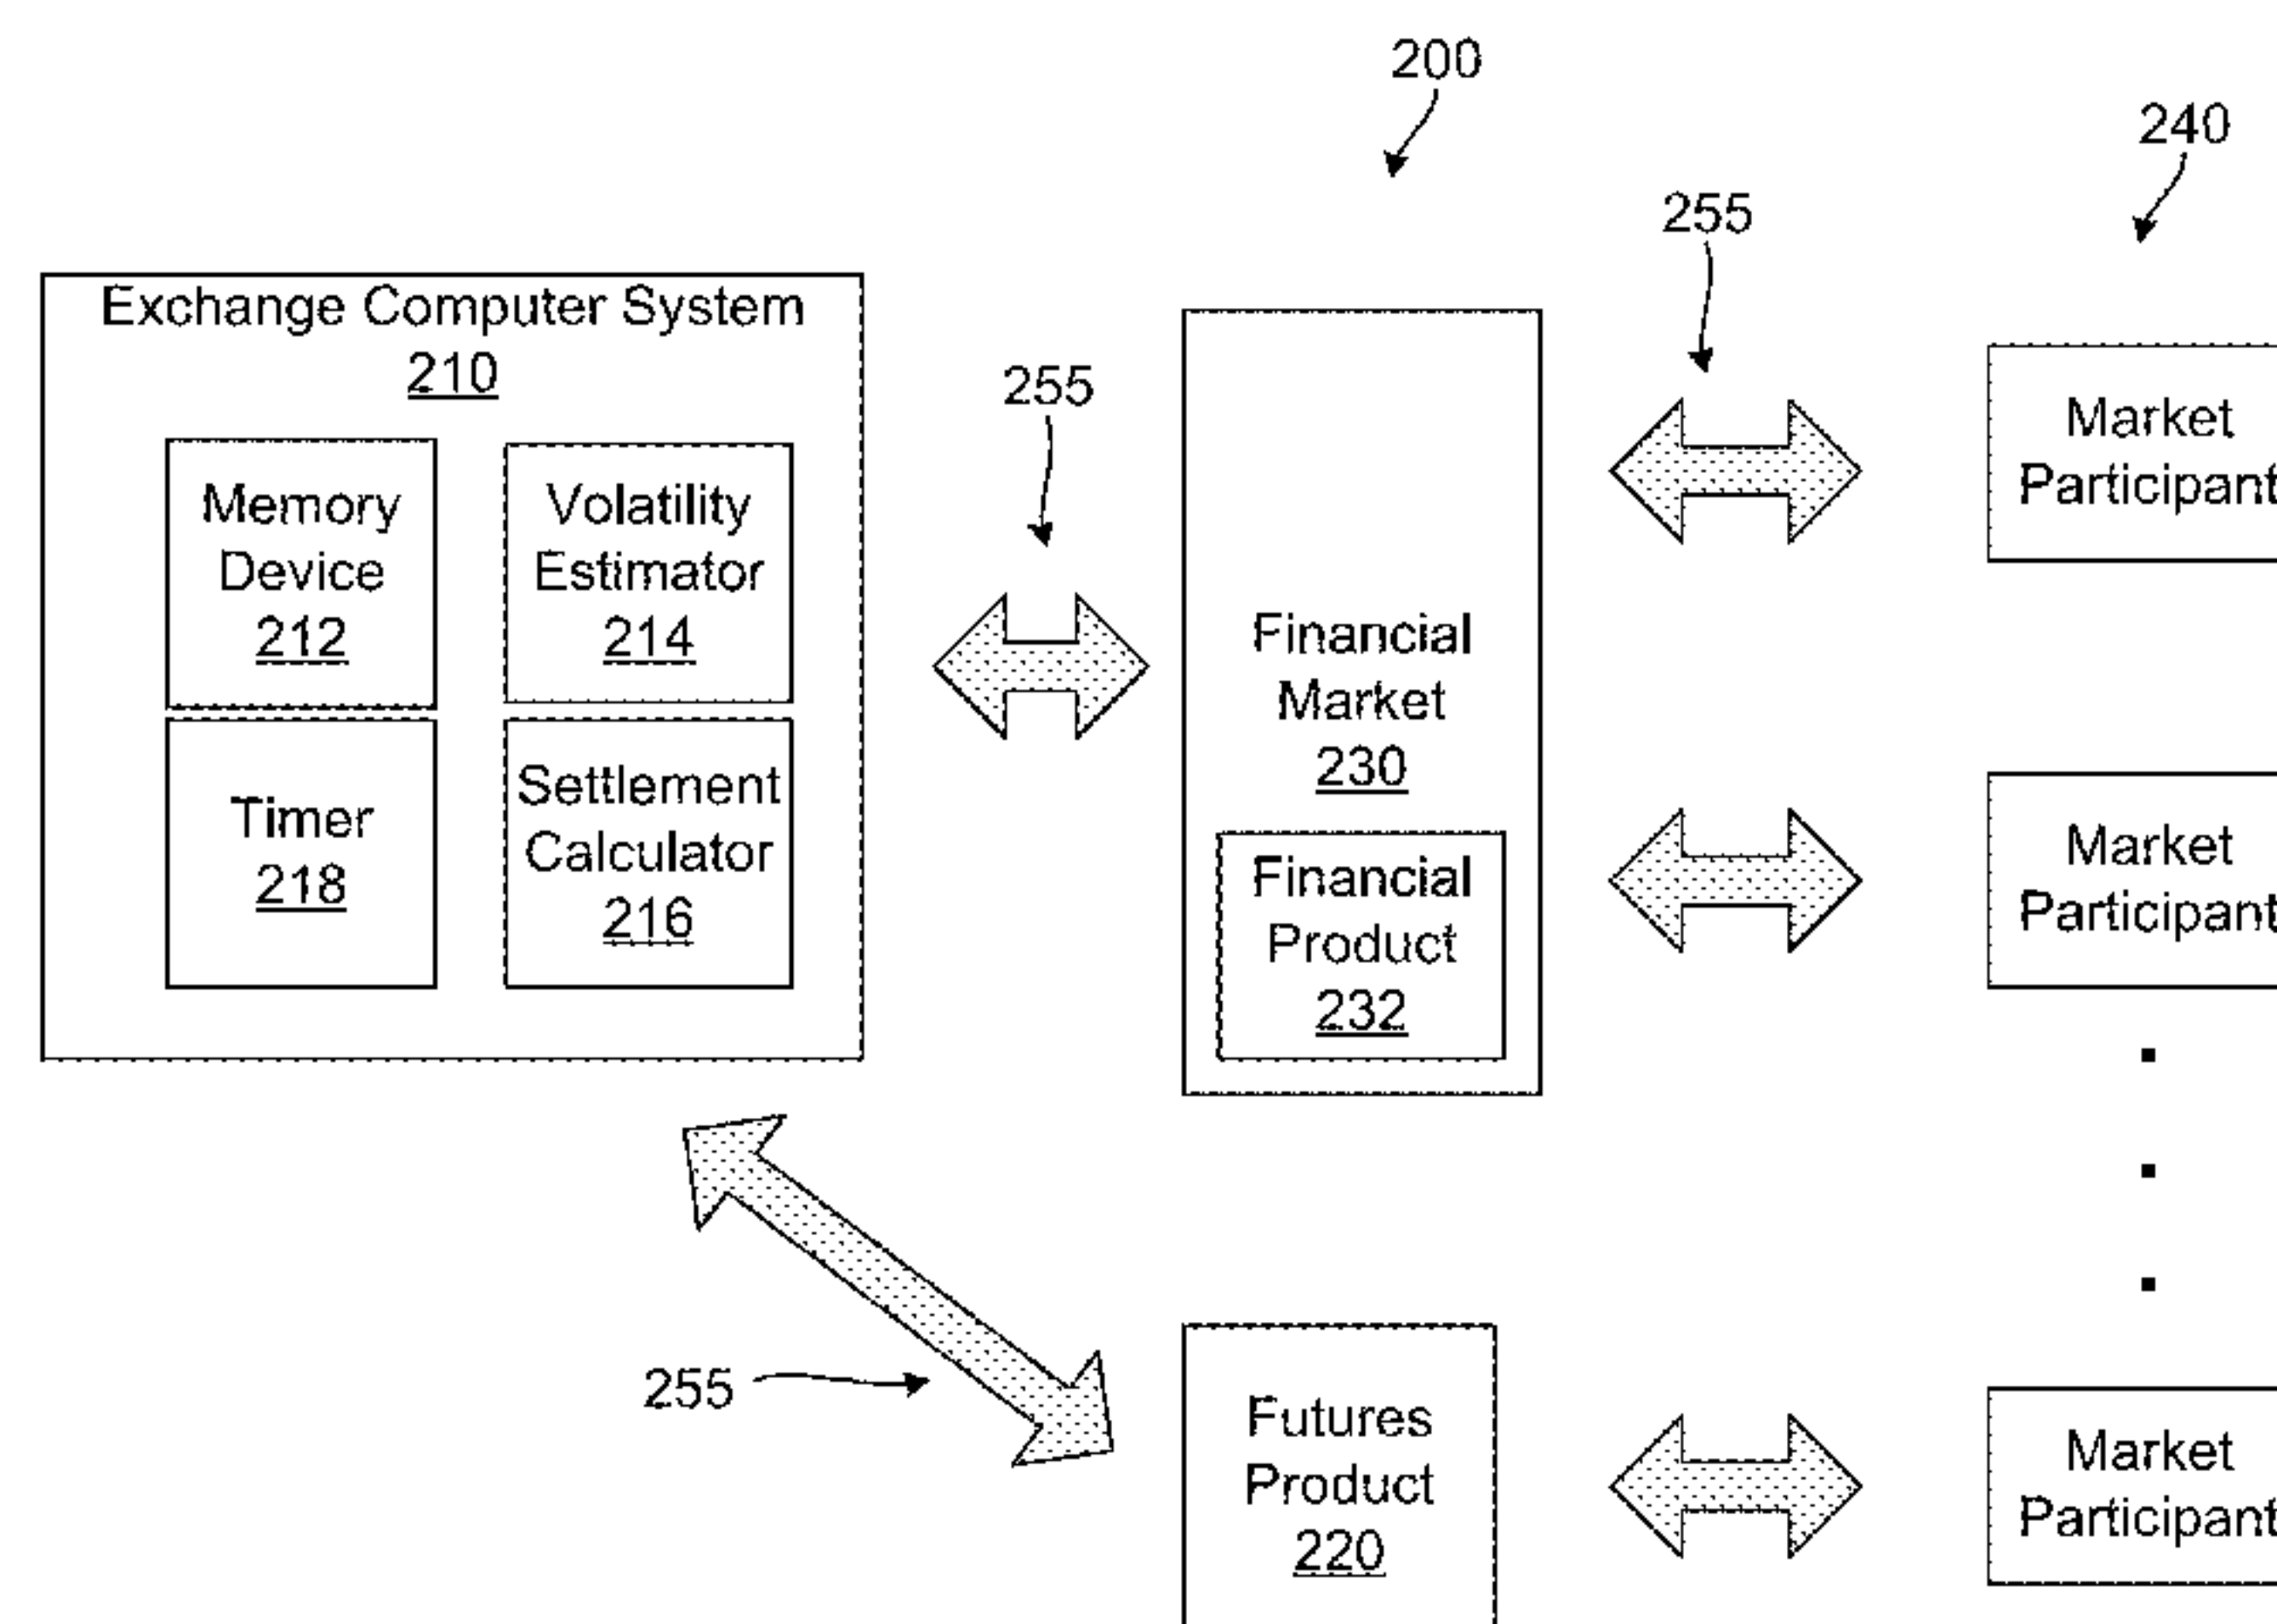 200
240
255
Exchange Computer System
210
255
Memory
Device
212
Volatility
Estimator
214
Timer
218
Settlement
Calculator
216
Financial
Market
230
Financial
Product
232
Market
Participant
Market
Participant
255
Futures
Product
220
Market
Participant